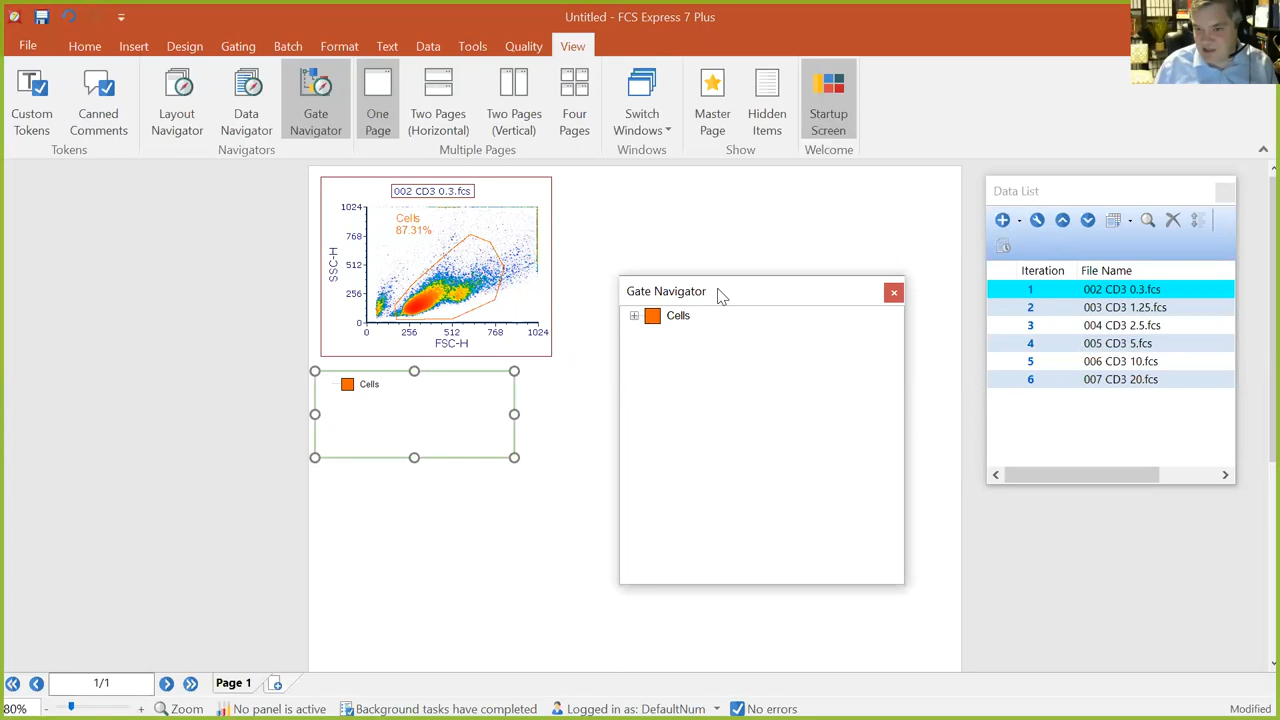 Untitled - FCS Express 7 Plus
File
Home
Insert
Design
Gating
Batch
Format
Text
Data
Tools
Quality
View
Custom
Tokens
Canned
Comments
Layout
Navigator
Data
Navigator
Gate
Navigator
One
Page
Two Pages
(Horizontal)
Two Pages
(Vertical)
Four
Pages
Switch
Windows
Master
Page
Hidden
Items
Startup
Screen
Tokens
Navigators
Multiple Pages
Windows
Show
Welcome
002 CD3 0.3.fcs
Cells
87.31%
1024
768
512
256
0
SSC-H
0
256
512
768
1024
FSC-H
Cells
Gate Navigator
Cells
Data List
Iteration File Name
1 002 CD3 0.3.fcs
2 003 CD3 1.25.fcs
3 004 CD3 2.5.fcs
4 005 CD3 5.fcs
5 006 CD3 10.fcs
6 007 CD3 20.fcs
1/1
Page 1
80%
- +
Zoom
No panel is active
Background tasks have completed
Logged in as: DefaultNum
No errors
Modified